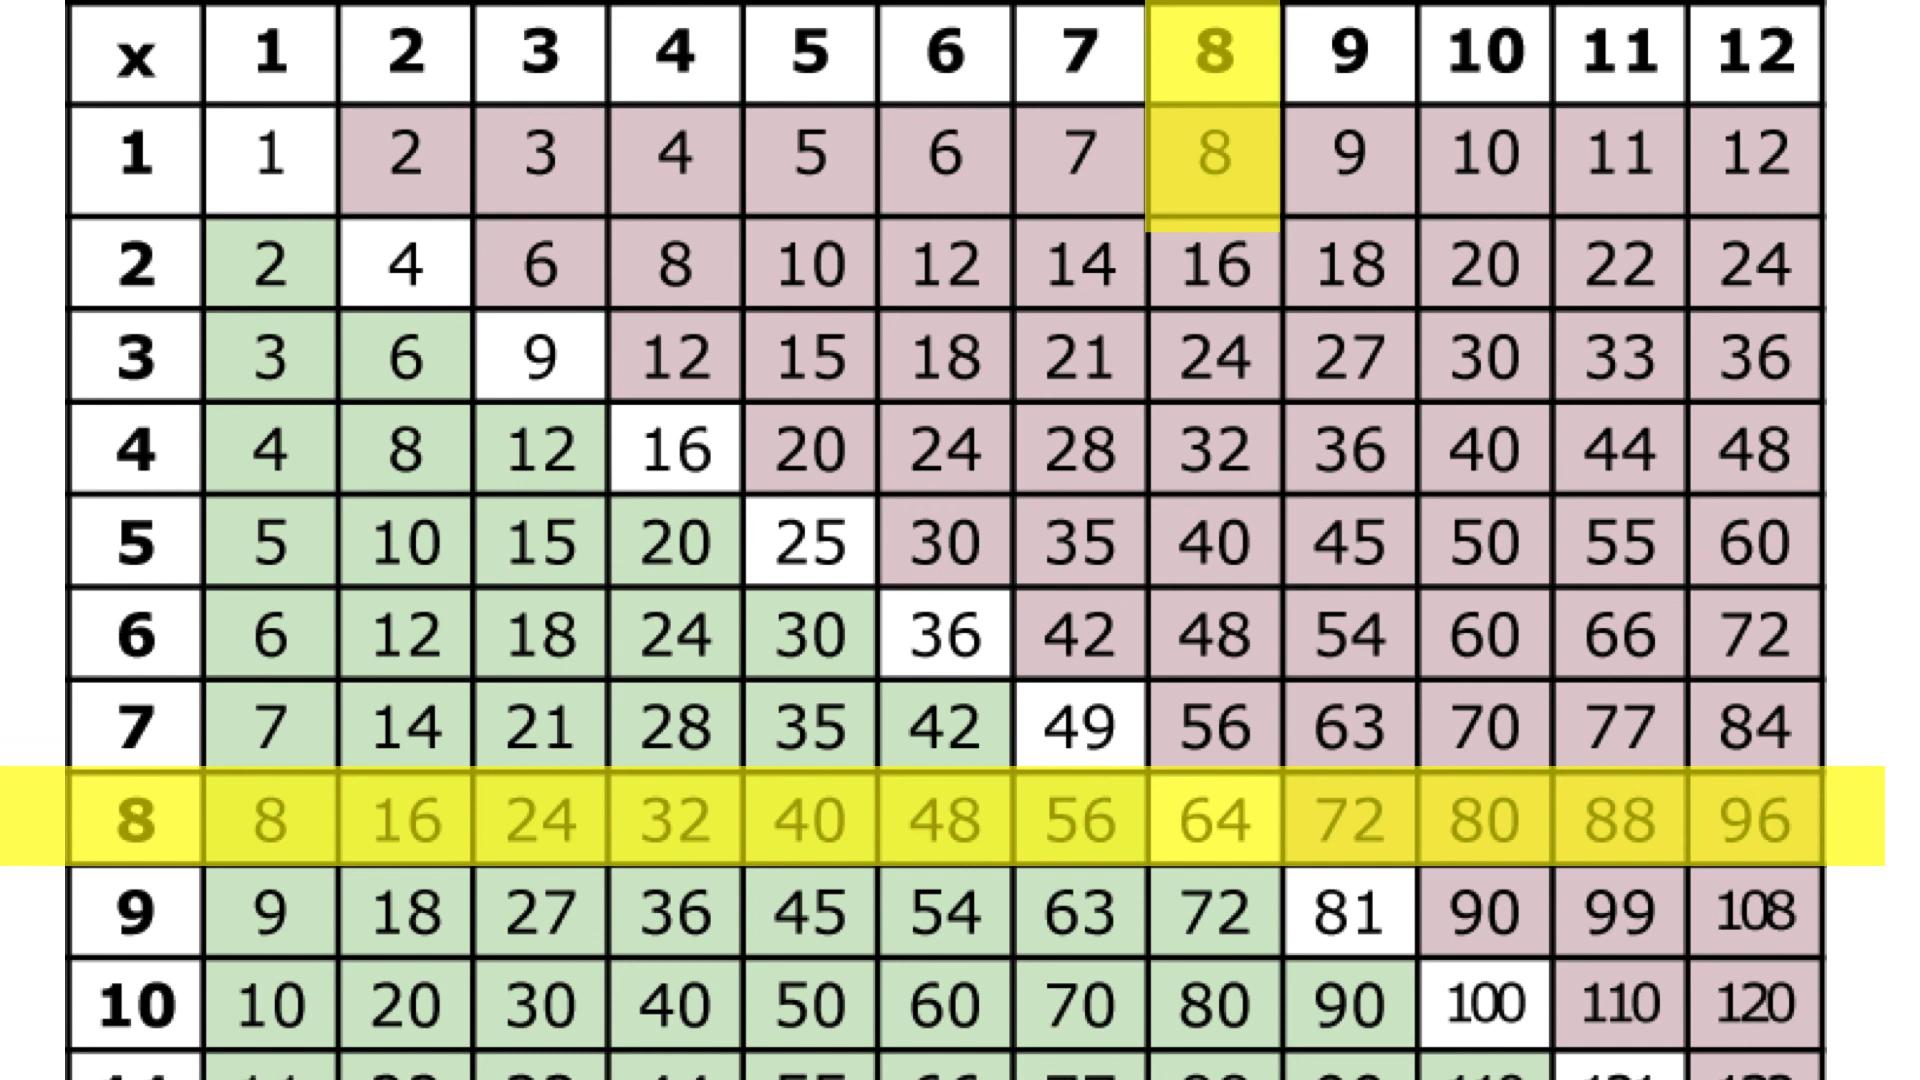 x 1 2 3 4 5 6 7 8 9 10 11 12
1 1 2 3 4 5 6 7 8 9 10 11 12
2 2 4 6 8 10 12 14 16 18 20 22 24
3 3 6 9 12 15 18 21 24 27 30 33 36
4 4 8 12 16 20 24 28 32 36 40 44 48
5 5 10 15 20 25 30 35 40 45 50 55 60
6 6 12 18 24 30 36 42 48 54 60 66 72
7 7 14 21 28 35 42 49 56 63 70 77 84
8 8 16 24 32 40 48 56 64 72 80 88 96
9 9 18 27 36 45 54 63 72 81 90 99 108
10 10 20 30 40 50 60 70 80 90 100 110 120